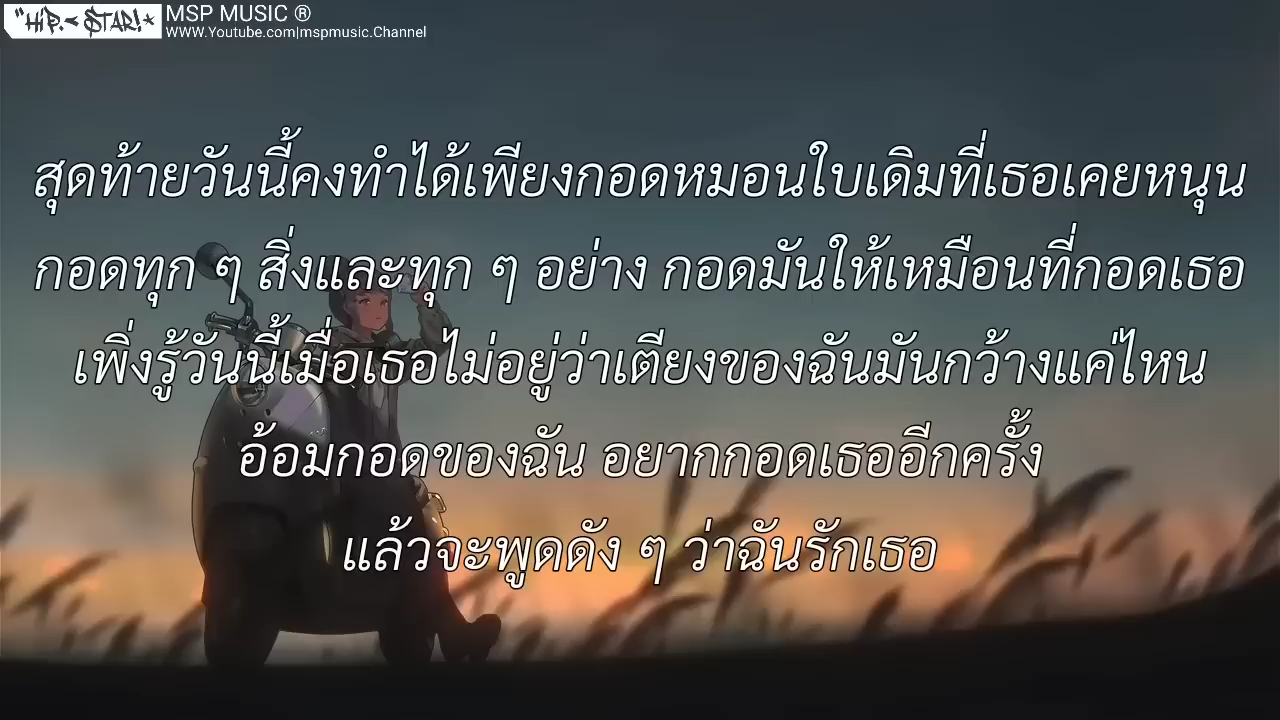 "HiP.< STAR!*
MSP MUSIC ®
WWW.Youtube.com|mspmusic.Channel
สุดท้ายวันนี้คงทำได้เพียงกอดหมอนใบเดิมที่เธอเคยหนุน
กอดทุก ๆ สิ่งและทุก ๆ อย่าง กอดมันให้เหมือนที่กอดเธอ
เพิ่งรู้วันนี้เมื่อเธอไม่อยู่ว่าเตียงของฉันมันกว้างแค่ไหน
อ้อมกอดของฉัน อยากกอดเธออีกครั้ง
แล้วจะพูดดัง ๆ ว่าฉันรักเธอ